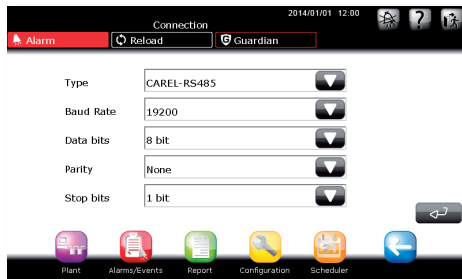 2014/01/01 12:00
Connection
Alarm
Reload
Guardian
?
Type
CAREL-RS485
Baud Rate
19200
Data bits
8 bit
Parity
None
Stop bits
1 bit
Plant
Alarms/Events
Report
Configuration
Scheduler